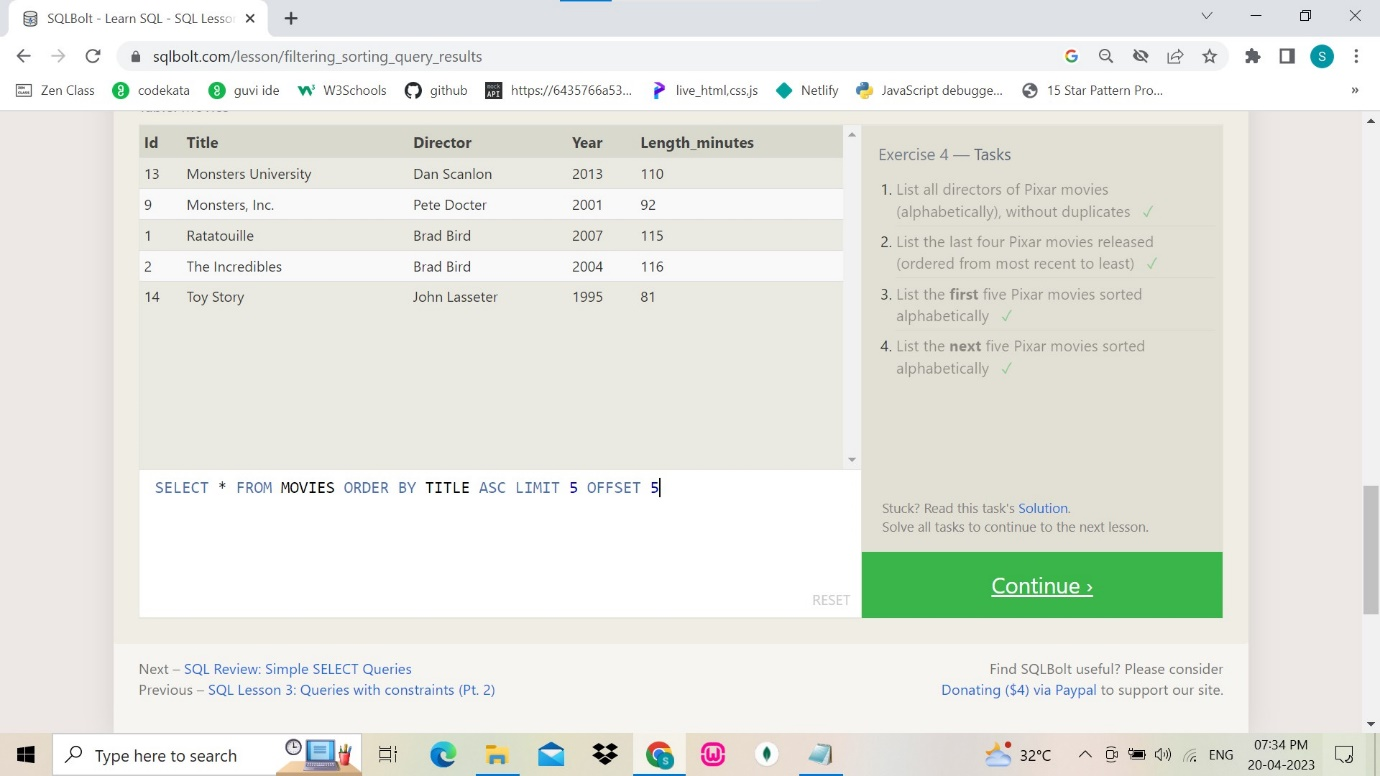 SQLBolt - Learn SQL - SQL Lesso
sqlbolt.com/lesson/filtering_sorting_query_results
S
Zen Class codekata guvi ide W3Schools github https://6435766a53... live_html,css,js Netlify JavaScript debugge... 15 Star Pattern Pro... »
Id Title Director Year Length_minutes
13 Monsters University Dan Scanlon 2013 110
9 Monsters, Inc. Pete Docter 2001 92
1 Ratatouille Brad Bird 2007 115
2 The Incredibles Brad Bird 2004 116
14 Toy Story John Lasseter 1995 81
SELECT * FROM MOVIES ORDER BY TITLE ASC LIMIT 5 OFFSET 5
RESET
Exercise 4 — Tasks
1. List all directors of Pixar movies
(alphabetically), without duplicates ✓
2. List the last four Pixar movies released
(ordered from most recent to least) ✓
3. List the first five Pixar movies sorted
alphabetically ✓
4. List the next five Pixar movies sorted
alphabetically ✓
Stuck? Read this task's Solution.
Solve all tasks to continue to the next lesson.
Continue ›
Next – SQL Review: Simple SELECT Queries
Previous – SQL Lesson 3: Queries with constraints (Pt. 2)
Find SQLBolt useful? Please consider
Donating ($4) via Paypal to support our site.
Type here to search
32°C
ENG
07:34 PM
20-04-2023